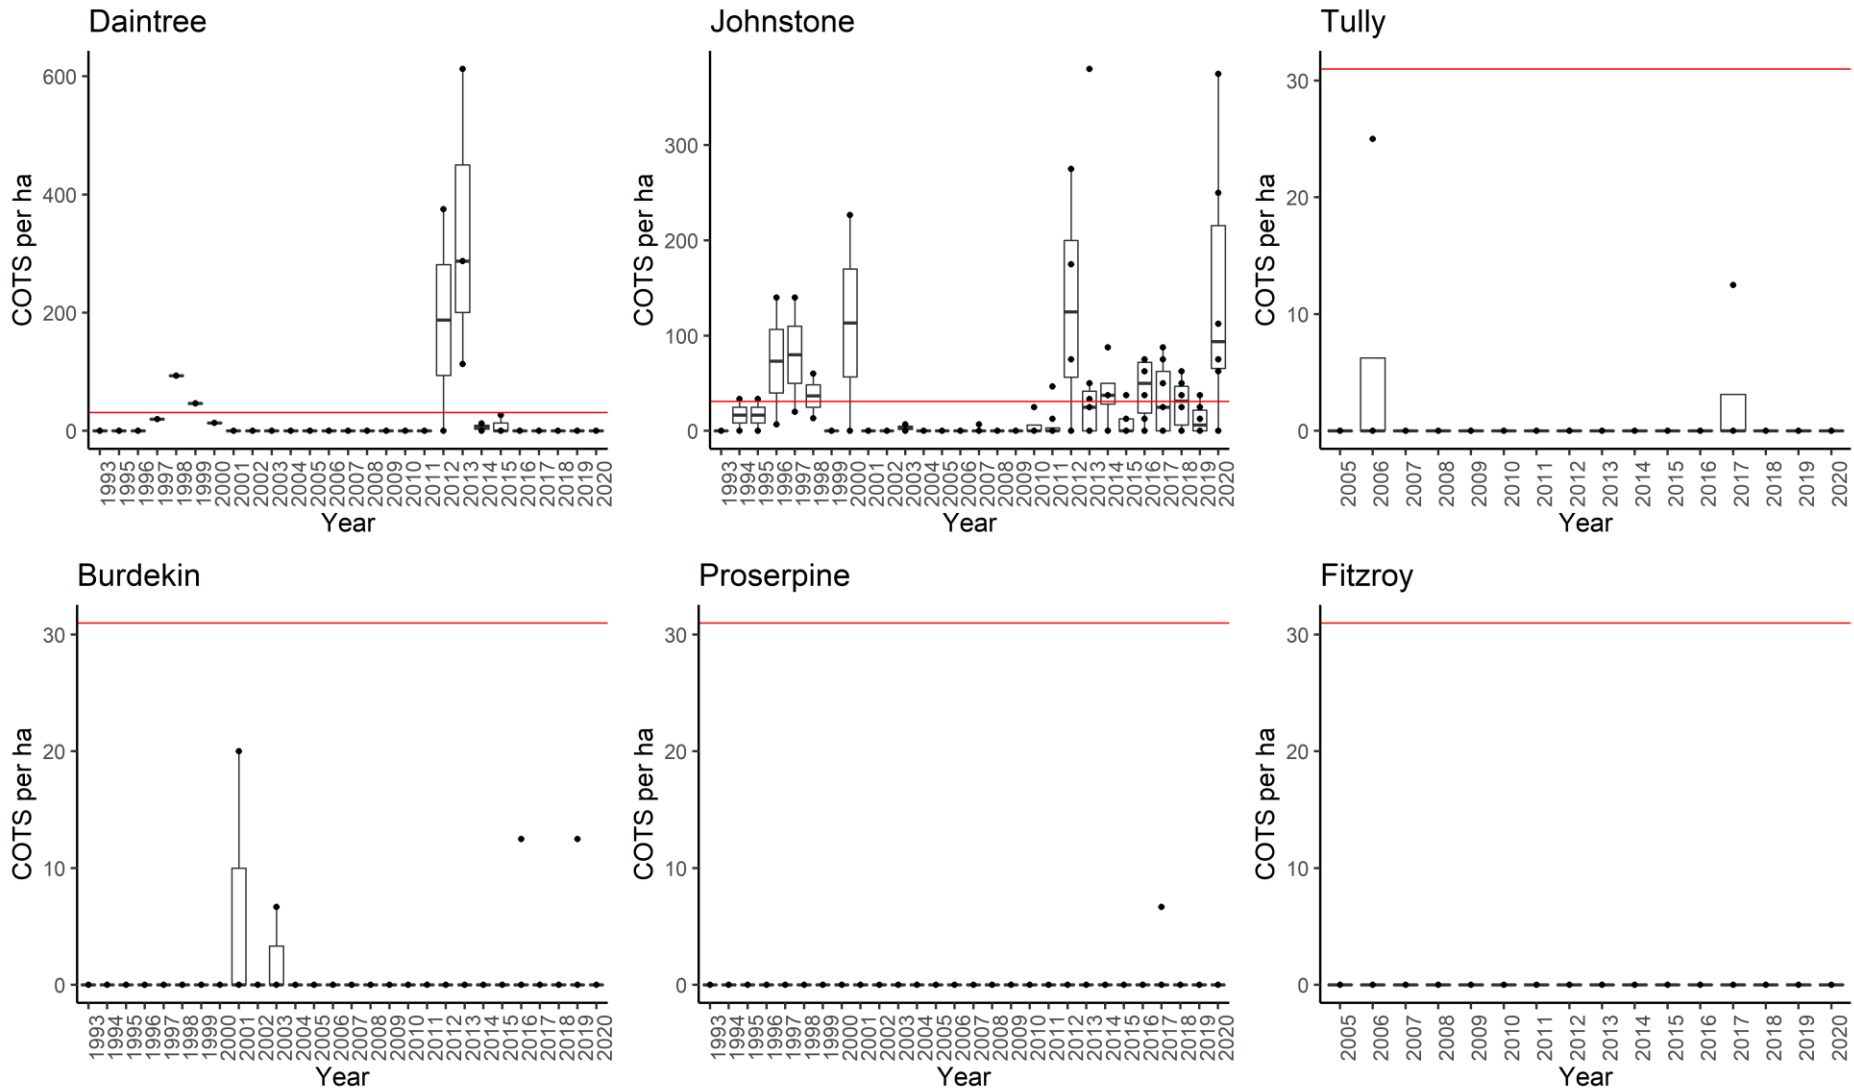 Daintree
COTS per ha
600
400
200
0
1993 1995 1996 1997 1998 1999 2000 2001 2002 2003 2004 2005 2006 2007 2008 2009 2010 2011 2012 2013 2014 2015 2016 2017 2018 2019 2020
Year
Johnstone
COTS per ha
300
200
100
0
1993 1994 1995 1996 1997 1998 1999 2000 2001 2002 2003 2004 2005 2006 2007 2008 2009 2010 2011 2012 2013 2014 2015 2016 2017 2018 2019 2020
Year
Tully
COTS per ha
30
20
10
0
2005 2006 2007 2008 2009 2010 2011 2012 2013 2014 2015 2016 2017 2018 2019 2020
Year
Burdekin
COTS per ha
30
20
10
0
1993 1994 1995 1996 1997 1998 1999 2000 2001 2002 2003 2004 2005 2006 2007 2008 2009 2010 2011 2012 2013 2014 2015 2016 2017 2018 2019 2020
Year
Proserpine
COTS per ha
30
20
10
0
1993 1994 1995 1996 1997 1998 1999 2000 2001 2002 2003 2004 2005 2006 2007 2008 2009 2010 2011 2012 2013 2014 2015 2016 2017 2018 2019 2020
Year
Fitzroy
COTS per ha
30
20
10
0
2005 2006 2007 2008 2009 2010 2011 2012 2013 2014 2015 2016 2017 2018 2019 2020
Year